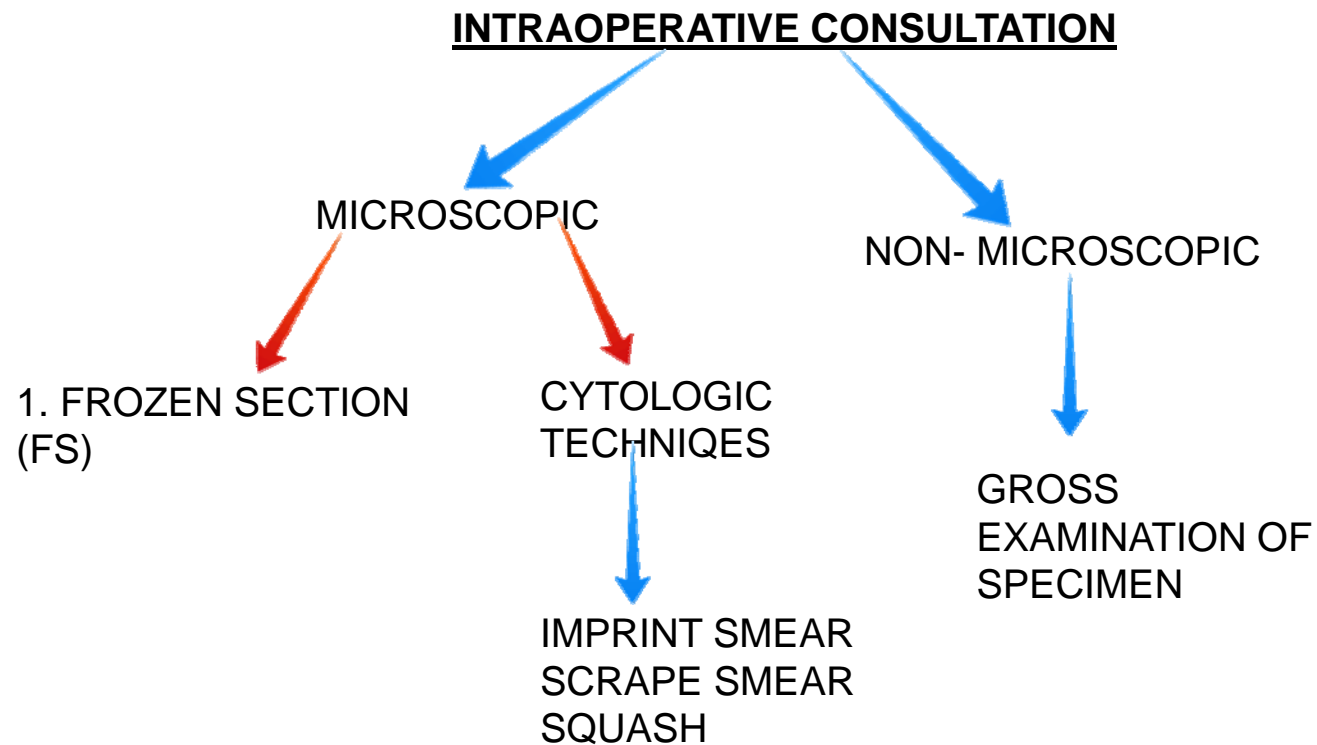 INTRAOPERATIVE CONSULTATION
MICROSCOPIC
NON- MICROSCOPIC
1. FROZEN SECTION
(FS)
CYTOLOGIC
TECHNIQES
GROSS
EXAMINATION OF
SPECIMEN
IMPRINT SMEAR
SCRAPE SMEAR
SQUASH